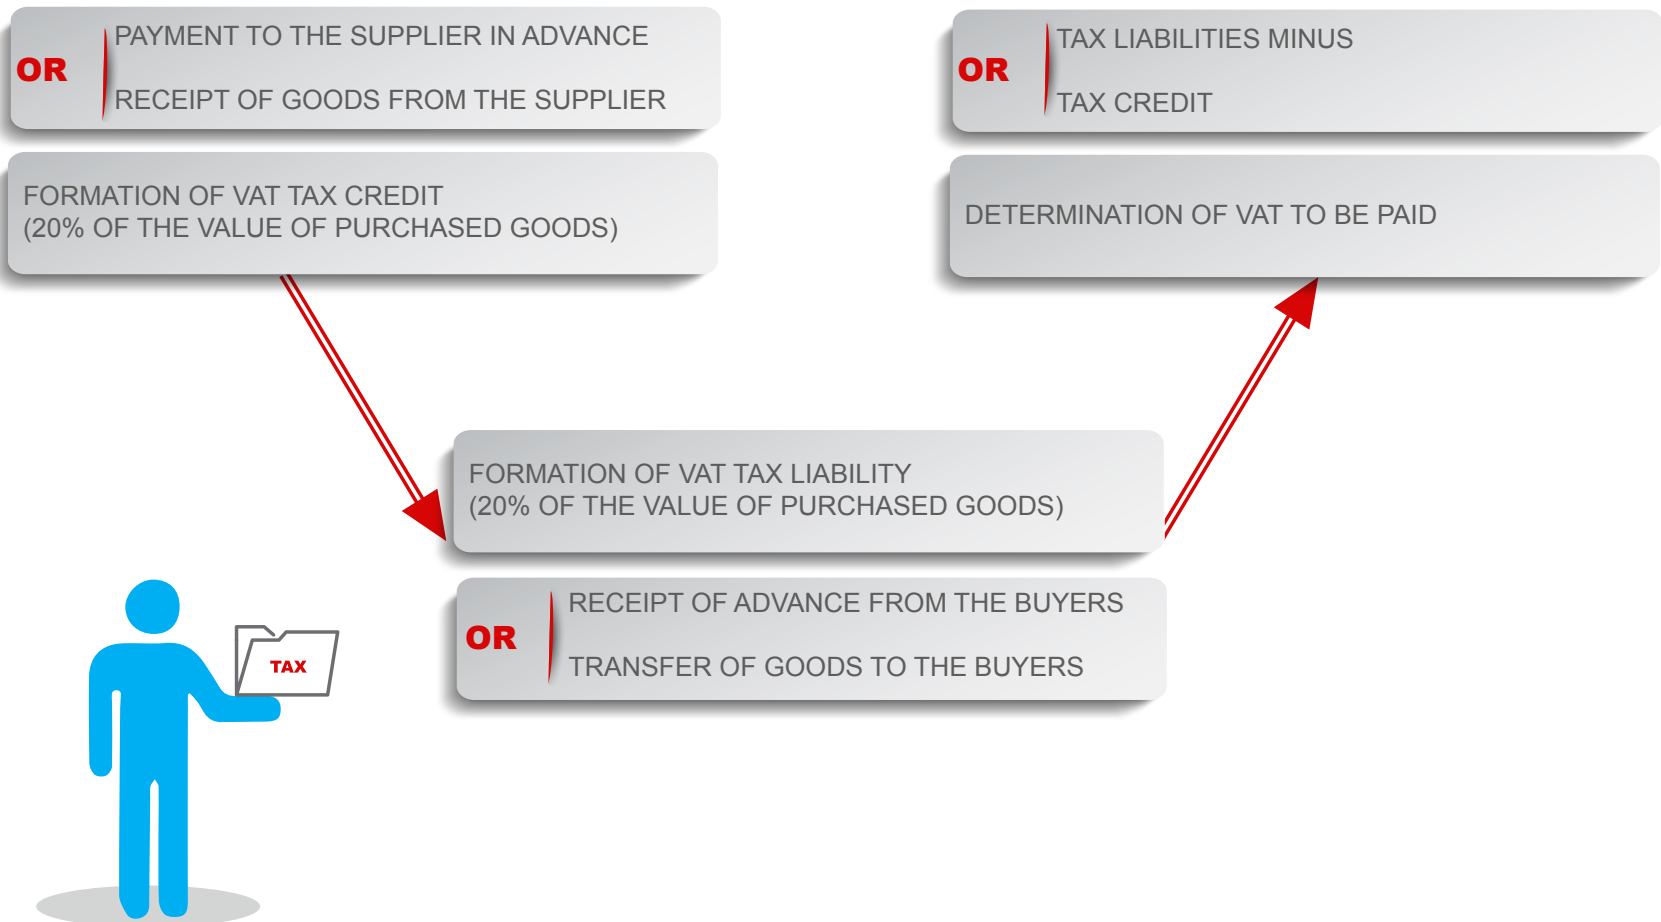 OR
PAYMENT TO THE SUPPLIER IN ADVANCE
RECEIPT OF GOODS FROM THE SUPPLIER
FORMATION OF VAT TAX CREDIT
(20% OF THE VALUE OF PURCHASED GOODS)
OR
TAX LIABILITIES MINUS
TAX CREDIT
DETERMINATION OF VAT TO BE PAID
FORMATION OF VAT TAX LIABILITY
(20% OF THE VALUE OF PURCHASED GOODS)
OR
RECEIPT OF ADVANCE FROM THE BUYERS
TRANSFER OF GOODS TO THE BUYERS
TAX